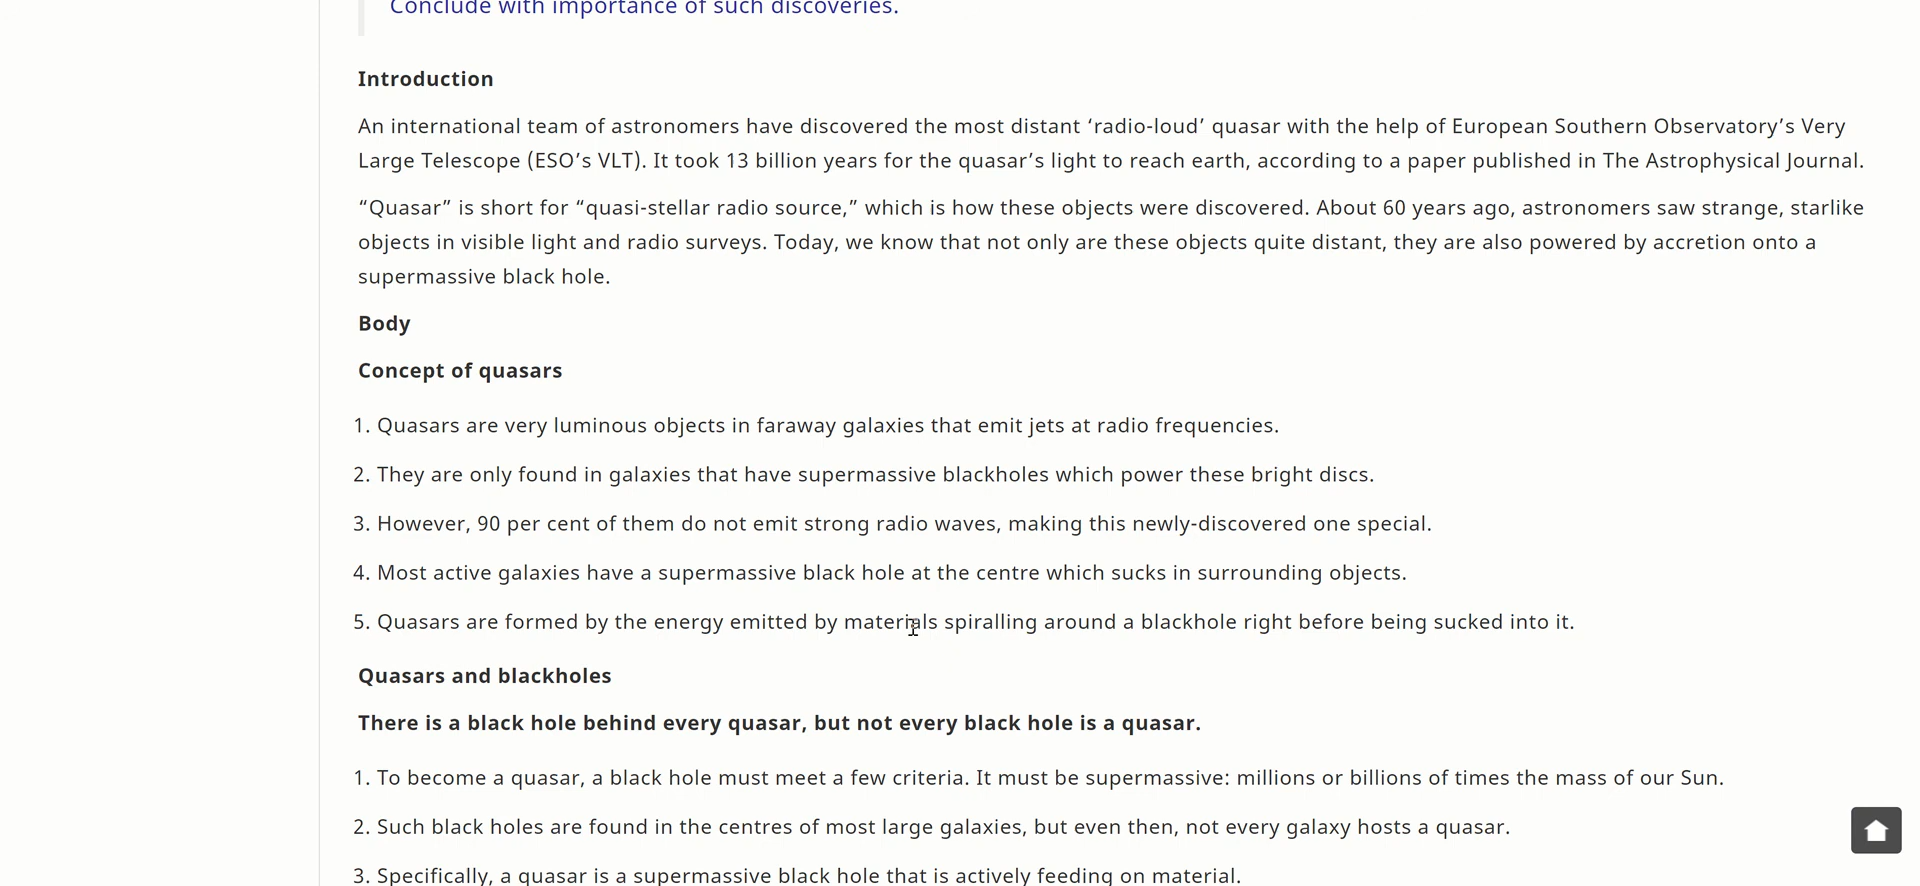 Conclude with importance of such discoveries.
Introduction
An international team of astronomers have discovered the most distant ‘radio-loud’ quasar with the help of European Southern Observatory’s Very
Large Telescope (ESO’s VLT). It took 13 billion years for the quasar’s light to reach earth, according to a paper published in The Astrophysical Journal.
“Quasar” is short for “quasi-stellar radio source,” which is how these objects were discovered. About 60 years ago, astronomers saw strange, starlike
objects in visible light and radio surveys. Today, we know that not only are these objects quite distant, they are also powered by accretion onto a
supermassive black hole.
Body
Concept of quasars
1. Quasars are very luminous objects in faraway galaxies that emit jets at radio frequencies.
2. They are only found in galaxies that have supermassive blackholes which power these bright discs.
3. However, 90 per cent of them do not emit strong radio waves, making this newly-discovered one special.
4. Most active galaxies have a supermassive black hole at the centre which sucks in surrounding objects.
5. Quasars are formed by the energy emitted by materials spiralling around a blackhole right before being sucked into it.
Quasars and blackholes
There is a black hole behind every quasar, but not every black hole is a quasar.
1. To become a quasar, a black hole must meet a few criteria. It must be supermassive: millions or billions of times the mass of our Sun.
2. Such black holes are found in the centres of most large galaxies, but even then, not every galaxy hosts a quasar.
3. Specifically, a quasar is a supermassive black hole that is actively feeding on material.